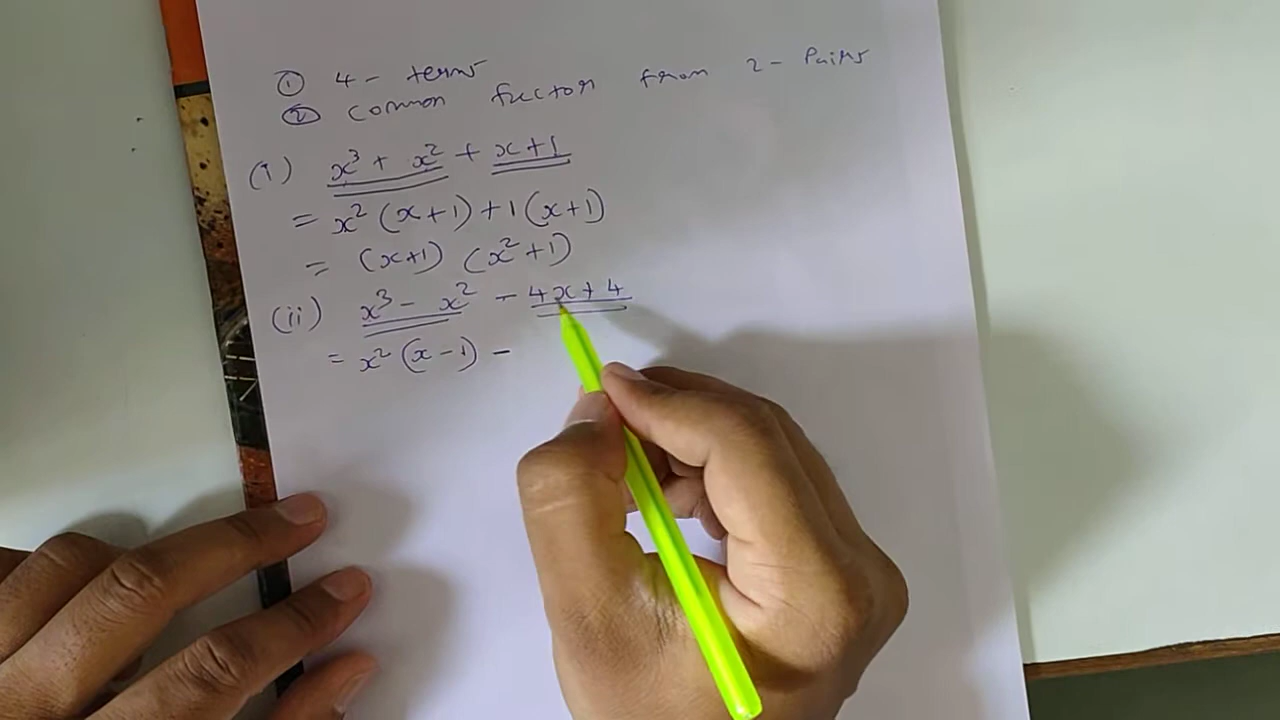 ① 4 - terms
② Common factor from 2 - Pairs
(i) x³ + x² + x+1
= x² (x+1) + 1 (x+1)
= (x+1) (x²+1)
(ii) x³ - x² - 4x + 4
= x² (x-1) -